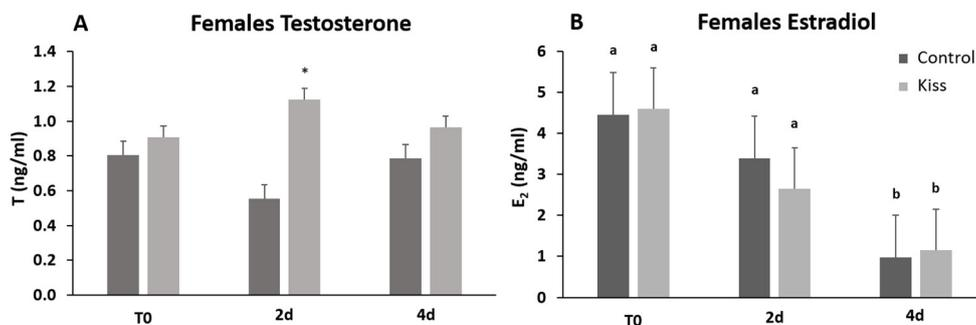 A Females Testosterone
1.4
1.2
1.0
0.8
0.6
0.4
0.2
0.0
T (ng/ml)
*
T0 2d 4d
B Females Estradiol
6
5
4
3
2
1
0
E2 (ng/ml)
a a
a
a
b b
Control
Kiss
T0 2d 4d